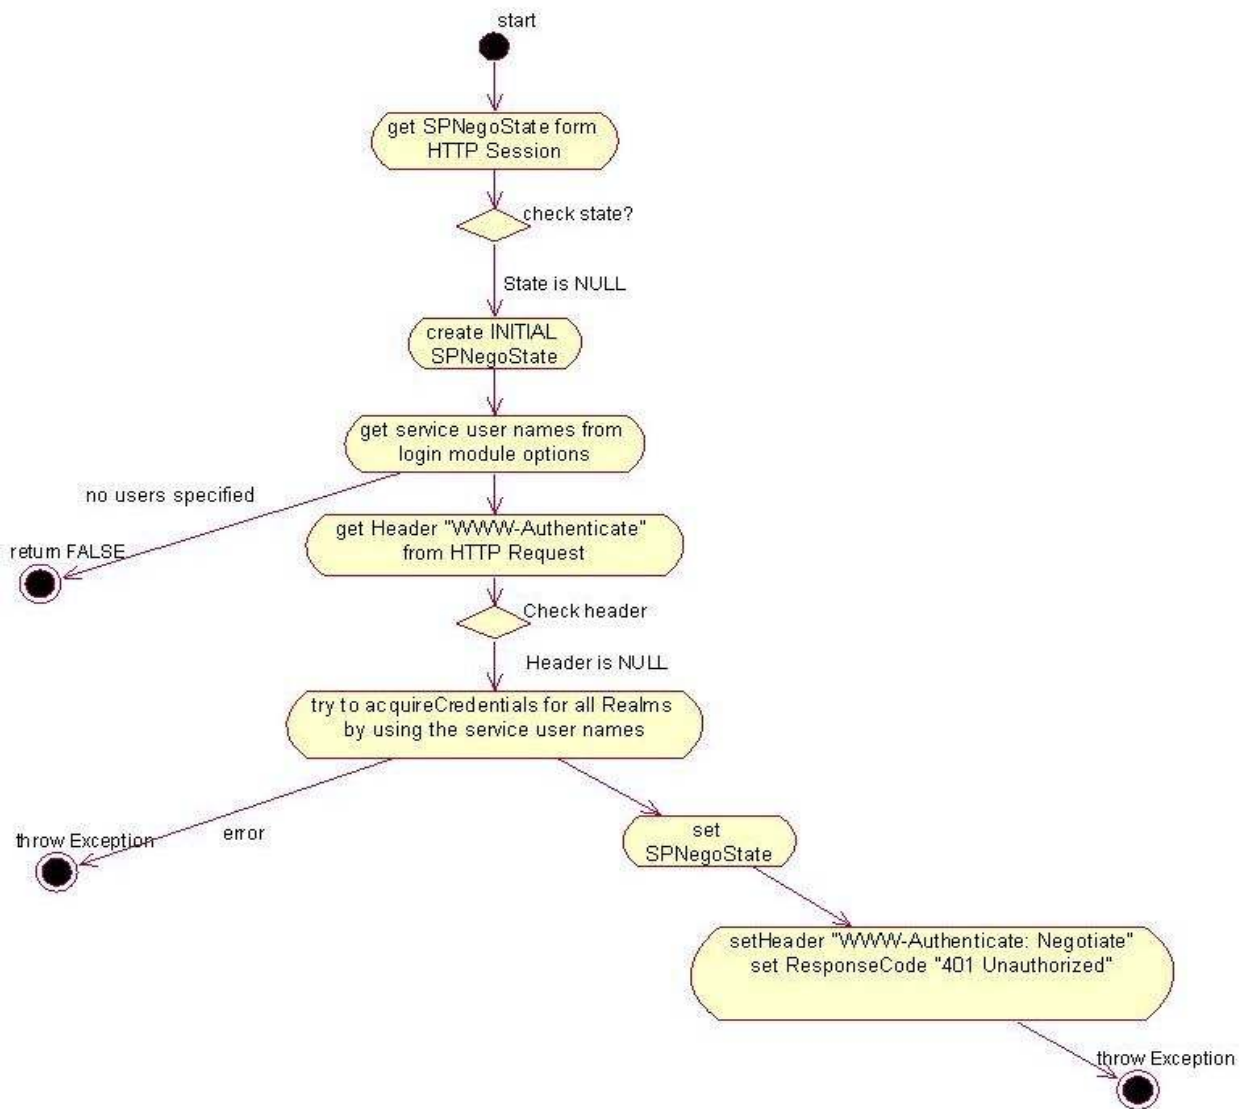 start
get SPNegoState form
HTTP Session
check state?
State is NULL
create INITIAL
SPNegoState
get service user names from
login module options
no users specified
return FALSE
get Header "WWW-Authenticate"
from HTTP Request
Check header
Header is NULL
try to acquireCredentials for all Realms
by using the service user names
error
throw Exception
set
SPNegoState
setHeader "WWW-Authenticate: Negotiate"
set ResponseCode "401 Unauthorized"
throw Exception